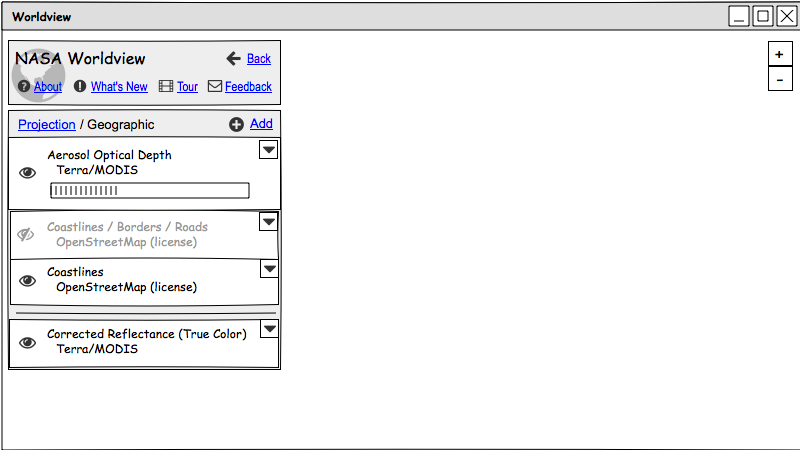 Worldview
NASA Worldview
Back
About What's New Tour Feedback
Projection / Geographic
Add
Aerosol Optical Depth
Terra/MODIS
Coastlines / Borders / Roads
OpenStreetMap (license)
Coastlines
OpenStreetMap (license)
Corrected Reflectance (True Color)
Terra/MODIS
+
-